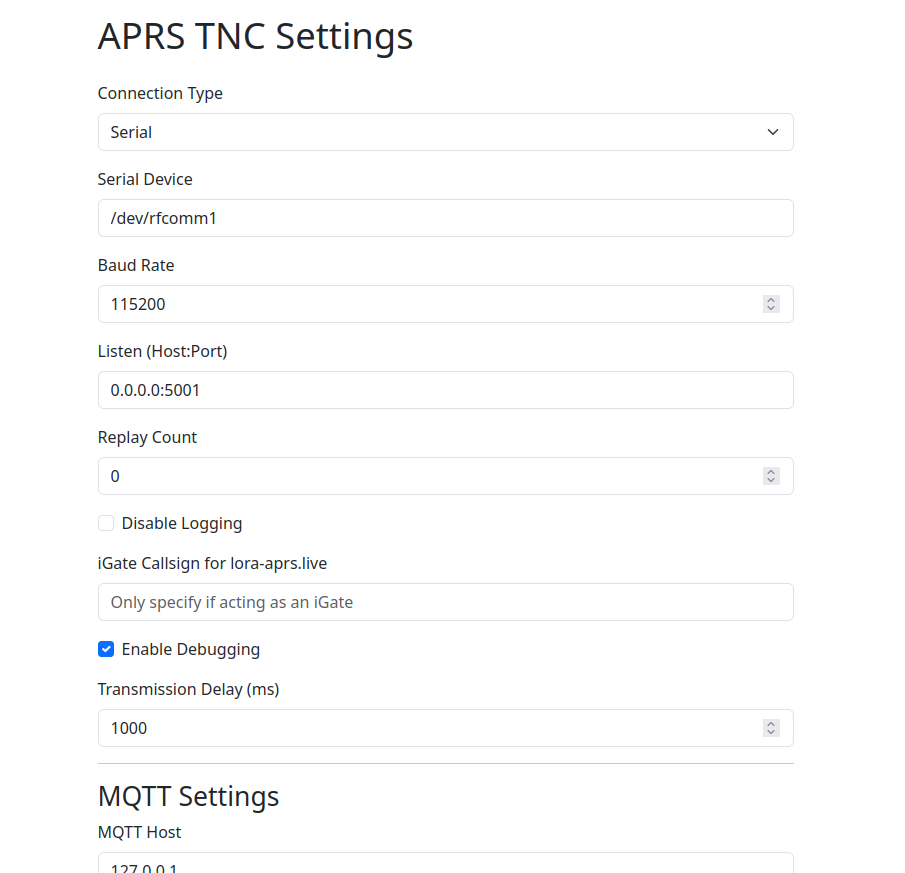 APRS TNC Settings
Connection Type
Serial
Serial Device
/dev/rfcomm1
Baud Rate
115200
Listen (Host:Port)
0.0.0.0:5001
Replay Count
0
Disable Logging
iGate Callsign for lora-aprs.live
Only specify if acting as an iGate
Enable Debugging
Transmission Delay (ms)
1000
MQTT Settings
MQTT Host
127.0.0.1